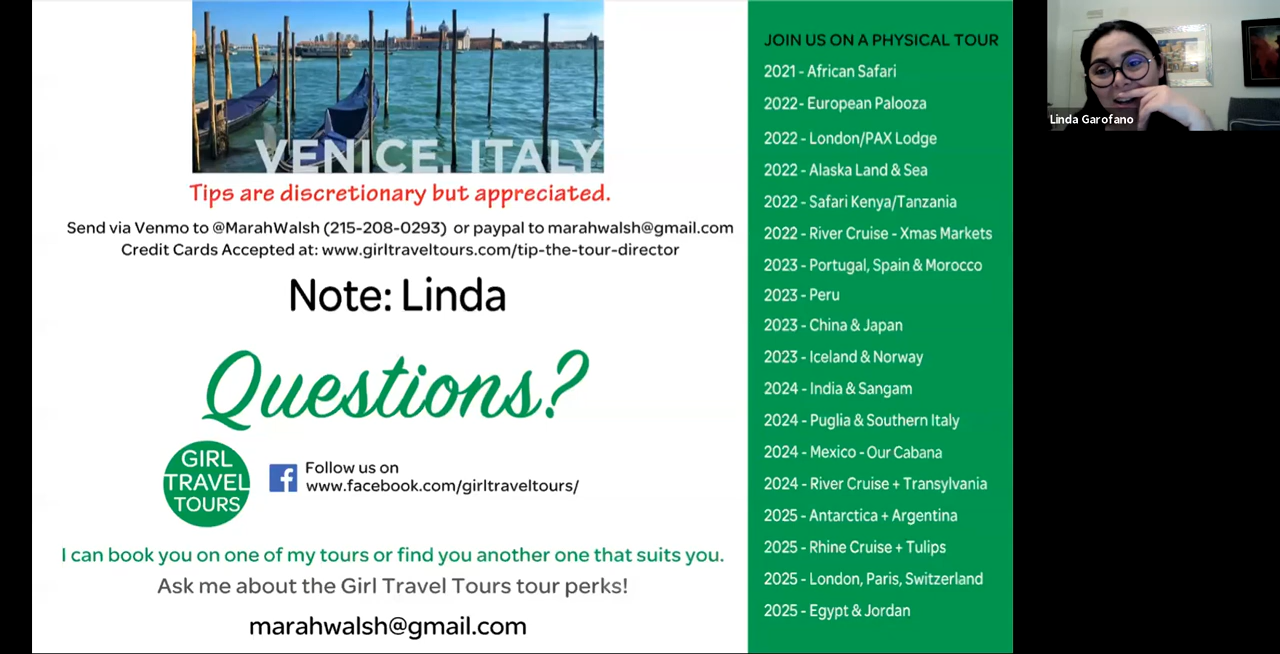 VENICE, ITALY
Tips are discretionary but appreciated.
Send via Venmo to @MarahWalsh (215-208-0293) or paypal to marahwalsh@gmail.com
Credit Cards Accepted at: www.girltraveltours.com/tip-the-tour-director
Note: Linda
Questions?
GIRL
TRAVEL
TOURS
Follow us on
www.facebook.com/girltraveltours/
I can book you on one of my tours or find you another one that suits you.
Ask me about the Girl Travel Tours tour perks!
marahwalsh@gmail.com
JOIN US ON A PHYSICAL TOUR
2021 - African Safari
2022- European Palooza
2022 - London/PAX Lodge
2022 - Alaska Land & Sea
2022 - Safari Kenya/Tanzania
2022 - River Cruise - Xmas Markets
2023 - Portugal, Spain & Morocco
2023 - Peru
2023 - China & Japan
2023 - Iceland & Norway
2024 - India & Sangam
2024 - Puglia & Southern Italy
2024 - Mexico - Our Cabana
2024 - River Cruise + Transylvania
2025 - Antarctica + Argentina
2025 - Rhine Cruise + Tulips
2025 - London, Paris, Switzerland
2025 - Egypt & Jordan
Linda Garofano